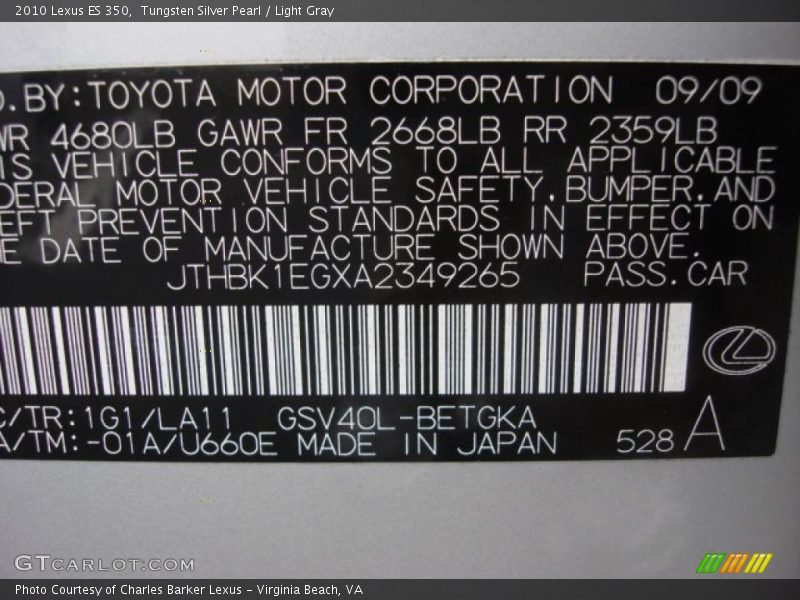 2010 Lexus ES 350, Tungsten Silver Pearl / Light Gray
D.BY:TOYOTA MOTOR CORPORATION 09/09
WR 4680LB GAWR FR 2668LB RR 2359LB
IS VEHICLE CONFORMS TO ALL APPLICABLE
DERAL MOTOR VEHICLE SAFETY,BUMPER,AND
EFT PREVENTION STANDARDS IN EFFECT ON
E DATE OF MANUFACTURE SHOWN ABOVE.
JTHBK1EGXA2349265 PASS.CAR
C/TR:1G1/LA11 GSV40L-BETGKA
A/TM:-01A/U660E MADE IN JAPAN 528 A
GTCARLOT.COM
Photo Courtesy of Charles Barker Lexus - Virginia Beach, VA